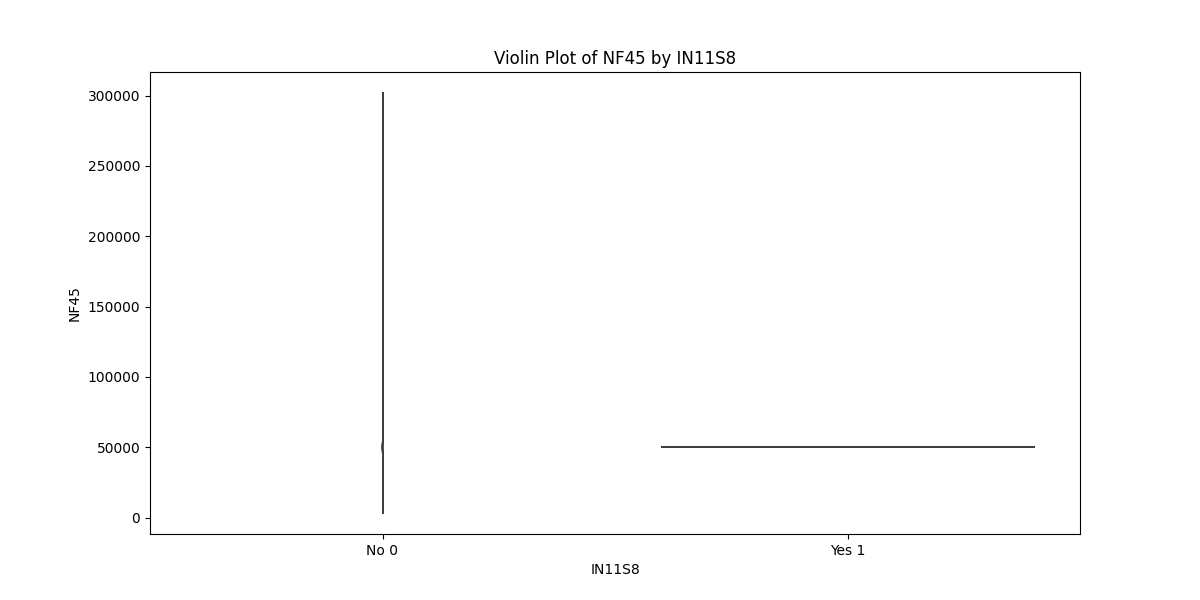 Violin Plot of NF45 by IN11S8
300000
250000
200000
150000
100000
50000
0
NF45
No 0
Yes 1
IN11S8